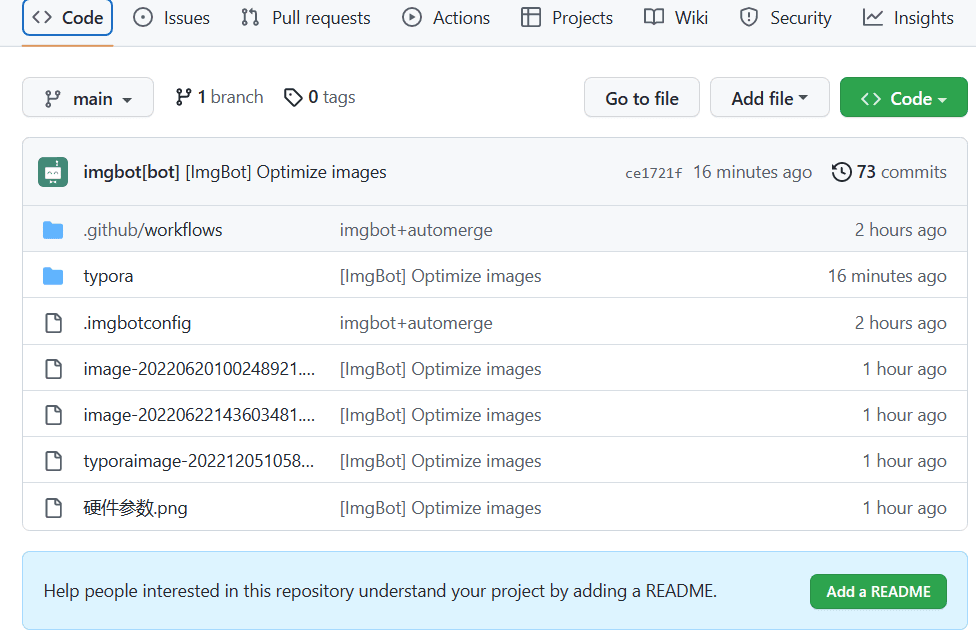 Code Issues Pull requests Actions Projects Wiki Security Insights
main 1 branch 0 tags Go to file Add file Code
imgbot[bot] [ImgBot] Optimize images ce1721f 16 minutes ago 73 commits
.github/workflows imgbot+automerge 2 hours ago
typora [ImgBot] Optimize images 16 minutes ago
.imgbotconfig imgbot+automerge 2 hours ago
image-20220620100248921.... [ImgBot] Optimize images 1 hour ago
image-20220622143603481.... [ImgBot] Optimize images 1 hour ago
typoraimage-202212051058... [ImgBot] Optimize images 1 hour ago
硬件参数.png [ImgBot] Optimize images 1 hour ago
Help people interested in this repository understand your project by adding a README. Add a README